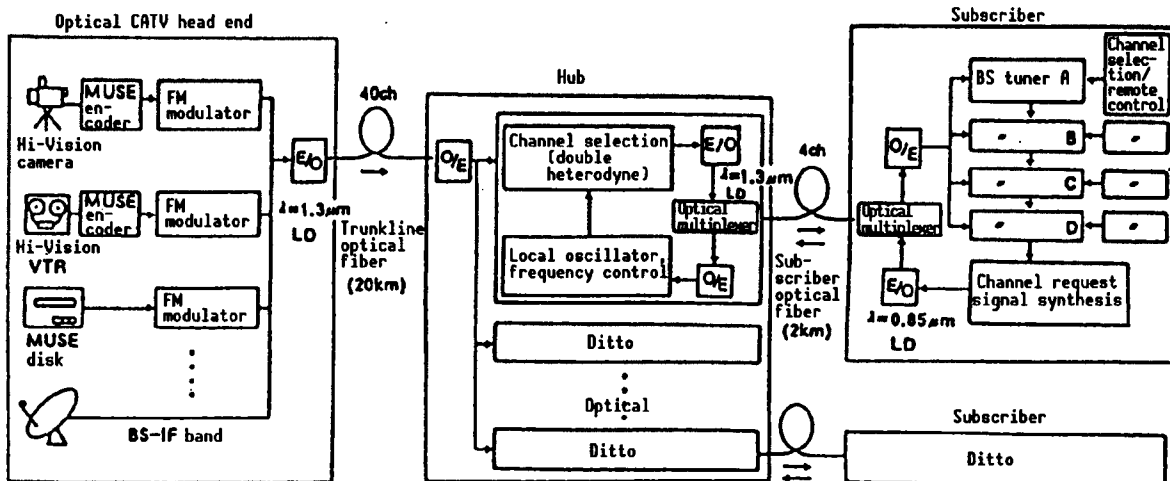 Optical CATV head end
MUSE
en-
coder
FM
modulator
Hi-Vision
camera
MUSE
en-
coder
FM
modulator
Hi-Vision
VTR
FM
modulator
MUSE
disk
BS-IF band
E/O
λ=1.3μm
LD
40ch
Trunkline
optical
fiber
(20km)
Hub
O/E
Channel selection
(double
heterodyne)
E/O
λ=1.3μm
LD
Optical
multiplexer
Local oscillator,
frequency control
O/E
Ditto
Optical
Ditto
4ch
Sub-
scriber
optical
fiber
(2km)
Subscriber
BS tuner A
Channel
selec-
tion/
remote
control
O/E
〃 B
〃
〃 C
〃
〃 D
〃
Optical
multiplexer
E/O
λ=0.85μm
LD
Channel request
signal synthesis
Subscriber
Ditto